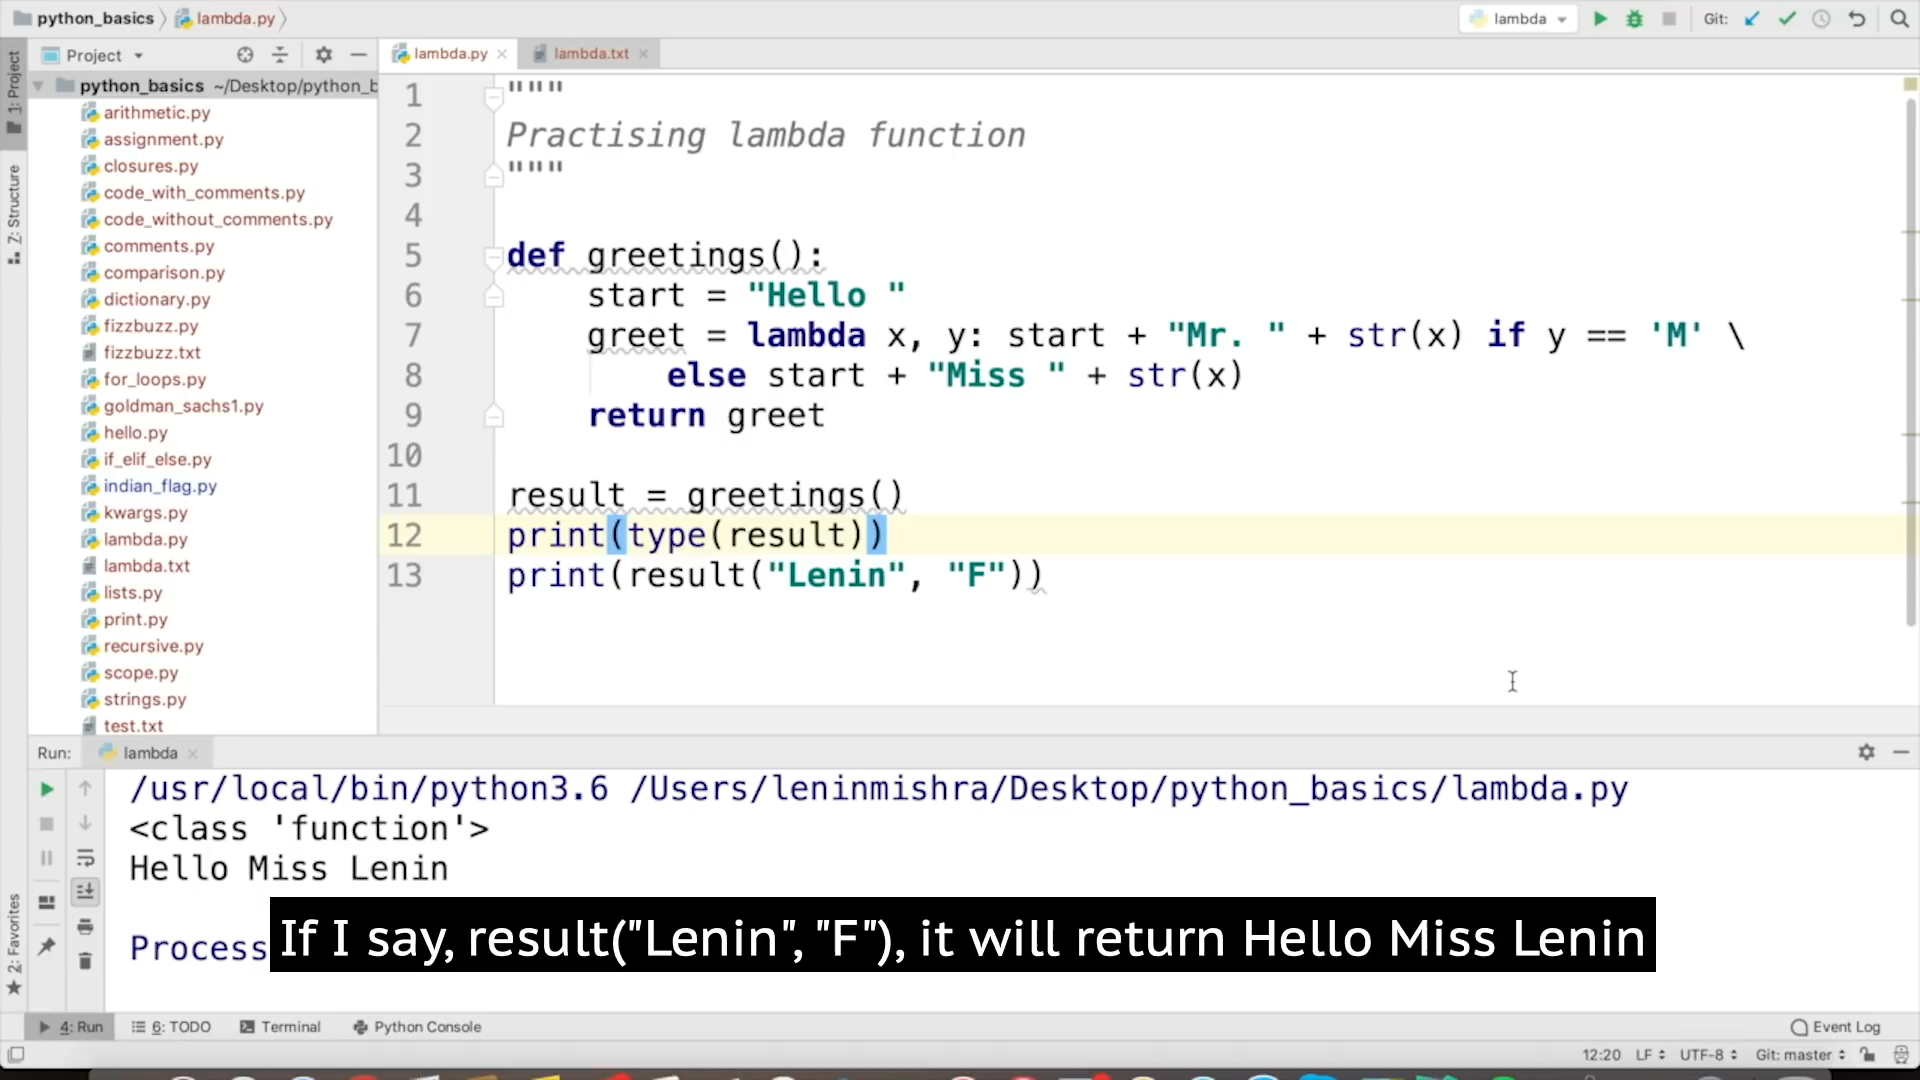 python_basics lambda.py
lambda
Git:
Project
lambda.py
lambda.txt
1: Project
Z: Structure
2: Favorites
python_basics ~/Desktop/python_b
arithmetic.py
assignment.py
closures.py
code_with_comments.py
code_without_comments.py
comments.py
comparison.py
dictionary.py
fizzbuzz.py
fizzbuzz.txt
for_loops.py
goldman_sachs1.py
hello.py
if_elif_else.py
indian_flag.py
kwargs.py
lambda.py
lambda.txt
lists.py
print.py
recursive.py
scope.py
strings.py
test.txt
1 """
2 Practising lambda function
3 """
4
5 def greetings():
6 start = "Hello "
7 greet = lambda x, y: start + "Mr. " + str(x) if y == 'M' \
8 else start + "Miss " + str(x)
9 return greet
10
11 result = greetings()
12 print(type(result))
13 print(result("Lenin", "F"))
Run: lambda
/usr/local/bin/python3.6 /Users/leninmishra/Desktop/python_basics/lambda.py
<class 'function'>
Hello Miss Lenin
Process
If I say, result("Lenin", "F"), it will return Hello Miss Lenin
4: Run
6: TODO
Terminal
Python Console
Event Log
12:20 LF UTF-8 Git: master